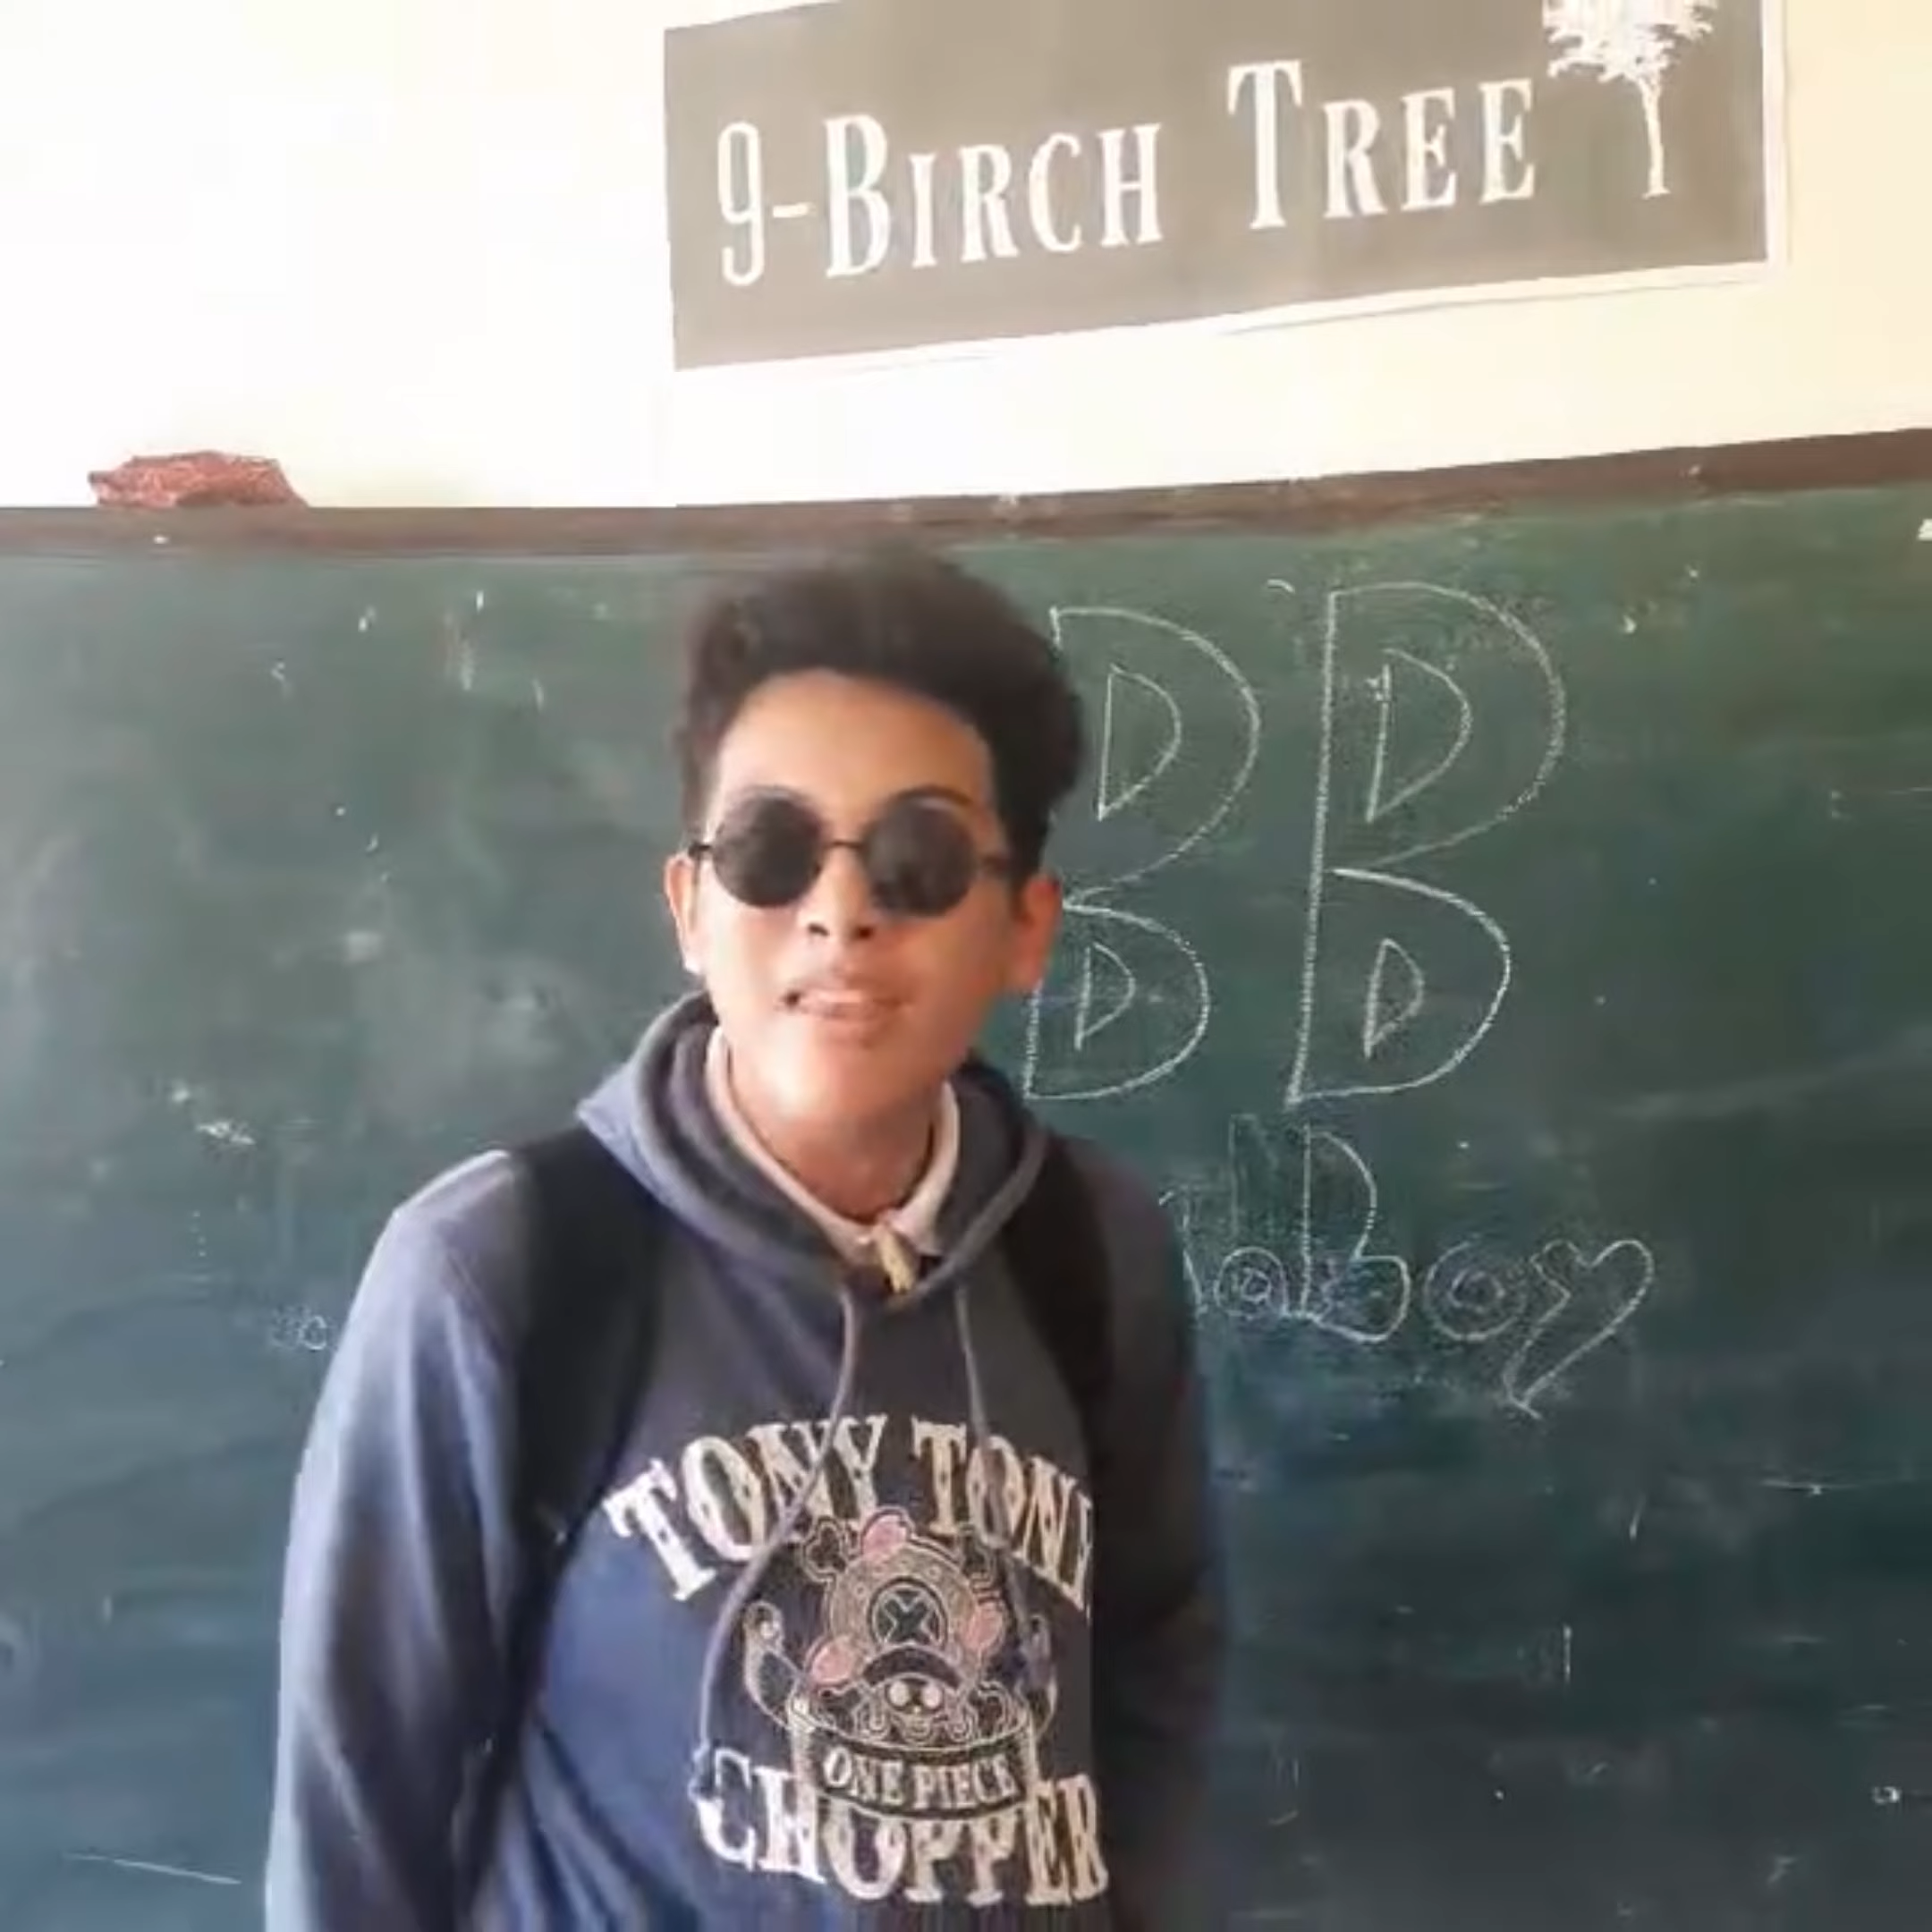 9-BIRCH TREE
BB
TONY TONY
ONE PIECE
CHOPPER